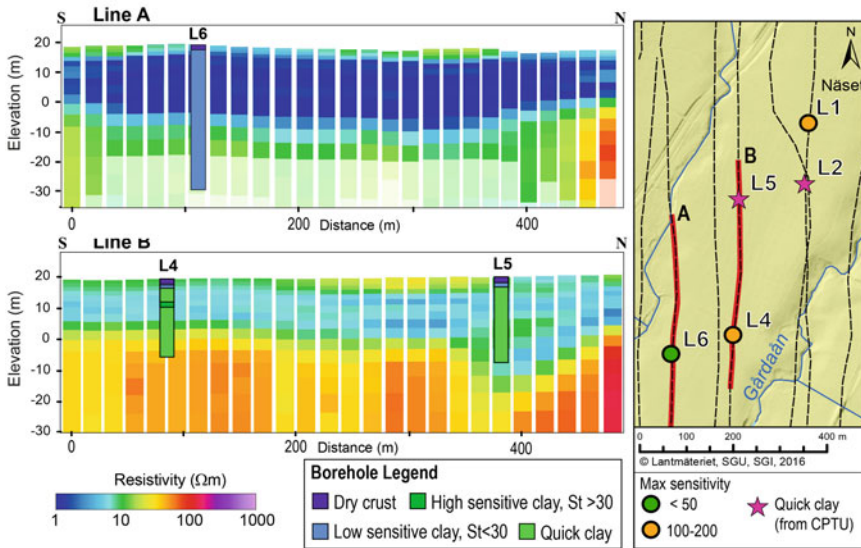 Line A
S
L6
N
Elevation (m)
20
10
0
-10
-20
-30
0
200
Distance (m)
400
Line B
S
L4
L5
N
Elevation (m)
20
10
0
-10
-20
-30
0
200
Distance (m)
400
Resistivity (Ωm)
1 10 100 1000
Borehole Legend
Dry crust
High sensitive clay, St >30
Low sensitive clay, St<30
Quick clay
N
Näset
L1
B
L2
L5
A
L4
L6
Gårdaån
0 100 200 400 m
© Lantmäteriet, SGU, SGI, 2016
Max sensitivity
< 50
100-200
Quick clay
(from CPTU)